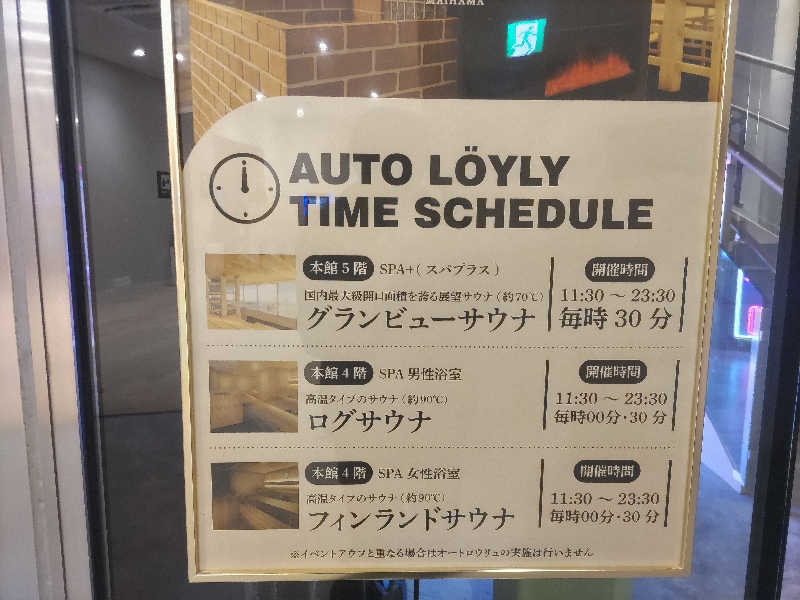 MAIHAMA
AUTO LÖYLY
TIME SCHEDULE
本館5階 SPA+(スパプラス)
国内最大級開口面積を誇る展望サウナ(約70℃)
グランビューサウナ
開催時間
11:30 ～ 23:30
毎時 30 分
本館4階 SPA 男性浴室
高温タイプのサウナ(約90℃)
ログサウナ
開催時間
11:30 ～ 23:30
毎時00分・30分
本館4階 SPA 女性浴室
高温タイプのサウナ(約90℃)
フィンランドサウナ
開催時間
11:30 ～ 23:30
毎時00分・30分
※イベントアウフと重なる場合はオートロウリュの実施は行いません